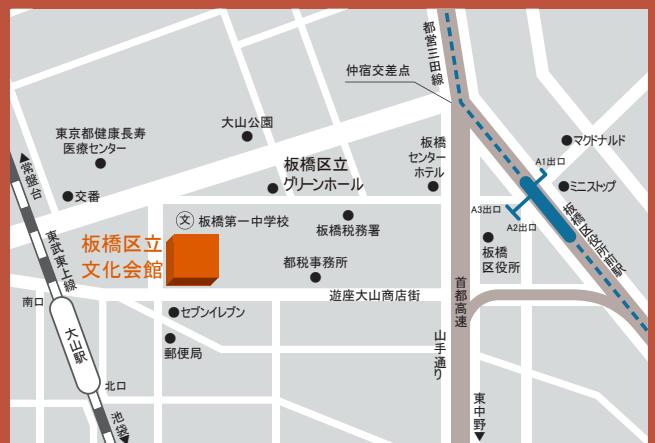 都営三田線
仲宿交差点
大山公園
東京都健康長寿
医療センター
板橋
センター
ホテル
マクドナルド
A1出口
▲常盤台
板橋区立
グリーンホール
ミニストップ
交番
A3出口
文
板橋第一中学校
板橋税務署
A2出口
板橋区役所前駅
東武東上線
板橋区立
文化会館
板橋
区役所
都税事務所
首都高速
南口
遊座大山商店街
セブンイレブン
大山駅
山手通り
郵便局
北口
東中野▼
池袋▼